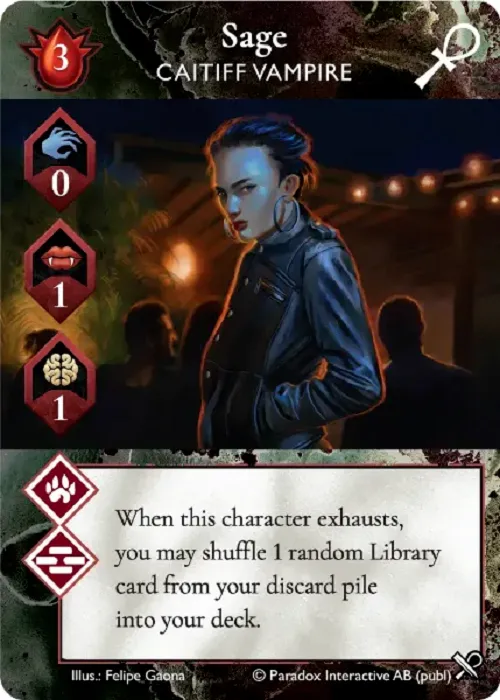 3
Sage
CAITIFF VAMPIRE
0
1
1
When this character exhausts,
you may shuffle 1 random Library
card from your discard pile
into your deck.
Illus.: Felipe Gaona
© Paradox Interactive AB (publ)